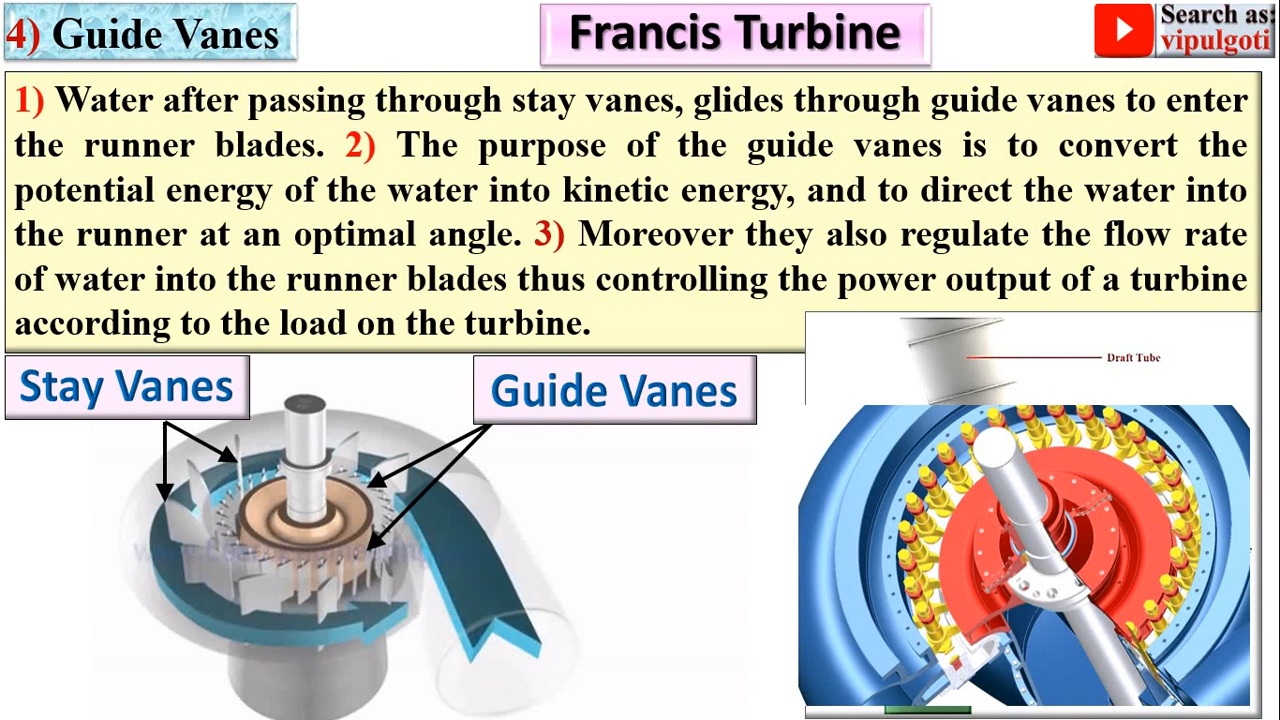 4) Guide Vanes
Francis Turbine
Search as:
vipulgoti
1) Water after passing through stay vanes, glides through guide vanes to enter
the runner blades. 2) The purpose of the guide vanes is to convert the
potential energy of the water into kinetic energy, and to direct the water into
the runner at an optimal angle. 3) Moreover they also regulate the flow rate
of water into the runner blades thus controlling the power output of a turbine
according to the load on the turbine.
Draft Tube
Stay Vanes
Guide Vanes